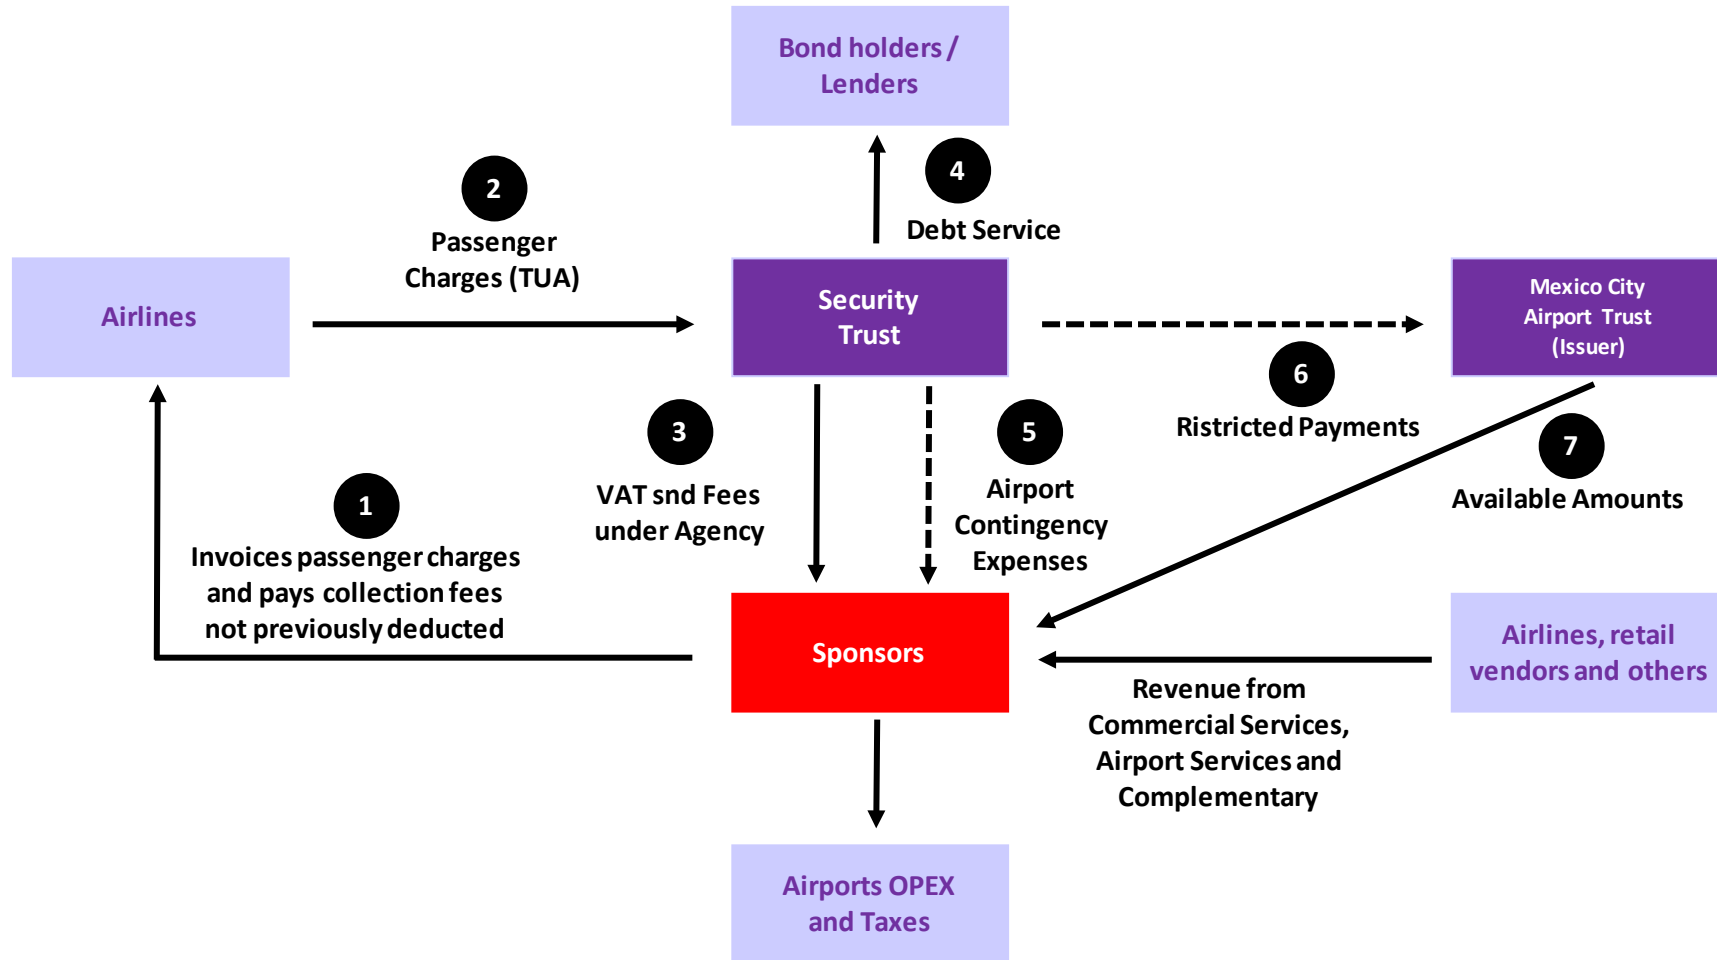 Bond holders /
Lenders
4
Debt Service
2
Passenger
Charges (TUA)
Airlines
Security
Trust
Mexico City
Airport Trust
(Issuer)
6
Ristricted Payments
7
Available Amounts
3
VAT snd Fees
under Agency
5
Airport
Contingency
Expenses
1
Invoices passenger charges
and pays collection fees
not previously deducted
Sponsors
Airlines, retail
vendors and others
Revenue from
Commercial Services,
Airport Services and
Complementary
Airports OPEX
and Taxes